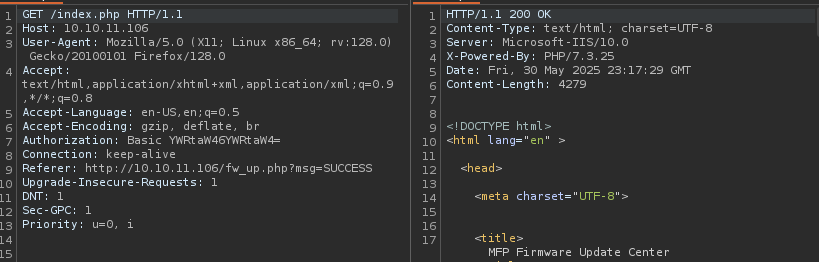 1 GET /index.php HTTP/1.1
2 Host: 10.10.11.106
3 User-Agent: Mozilla/5.0 (X11; Linux x86_64; rv:128.0)
Gecko/20100101 Firefox/128.0
4 Accept:
text/html,application/xhtml+xml,application/xml;q=0.9
,*/*;q=0.8
5 Accept-Language: en-US,en;q=0.5
6 Accept-Encoding: gzip, deflate, br
7 Authorization: Basic YWRtaW46YWRtaW4=
8 Connection: keep-alive
9 Referer: http://10.10.11.106/fw_up.php?msg=SUCCESS
10 Upgrade-Insecure-Requests: 1
11 DNT: 1
12 Sec-GPC: 1
13 Priority: u=0, i
14
15
1 HTTP/1.1 200 OK
2 Content-Type: text/html; charset=UTF-8
3 Server: Microsoft-IIS/10.0
4 X-Powered-By: PHP/7.3.25
5 Date: Fri, 30 May 2025 23:17:29 GMT
6 Content-Length: 4279
7
8
9 <!DOCTYPE html>
10 <html lang="en" >
11
12 <head>
13
14 <meta charset="UTF-8">
15
16
17 <title>
MFP Firmware Update Center